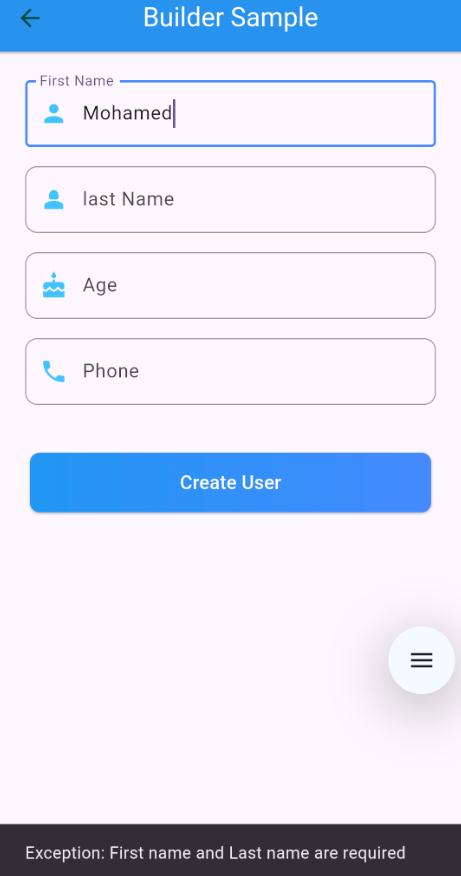 Builder Sample
First Name
Mohamed
last Name
Age
Phone
Create User
Exception: First name and Last name are required